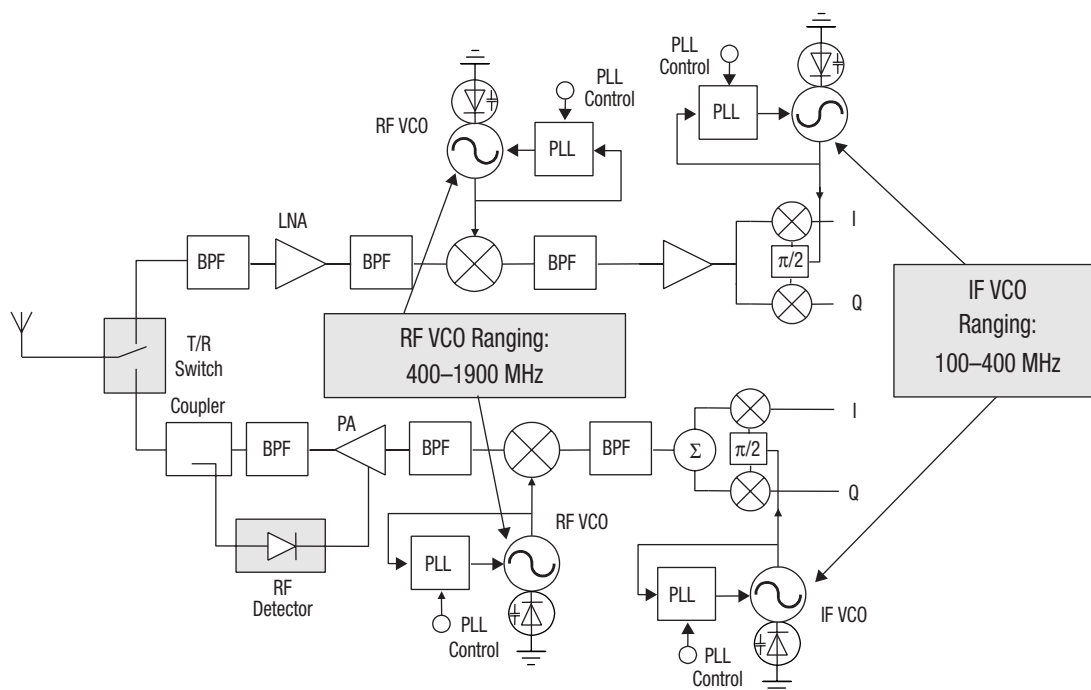 PLL
Control
RF VCO
PLL
PLL
Control
PLL
LNA
BPF
BPF
BPF
I
π/2
Q
T/R
Switch
RF VCO Ranging:
400–1900 MHz
IF VCO
Ranging:
100–400 MHz
Coupler
BPF
PA
BPF
BPF
Σ
I
π/2
Q
RF
Detector
PLL
RF VCO
PLL
Control
PLL
IF VCO
PLL
Control